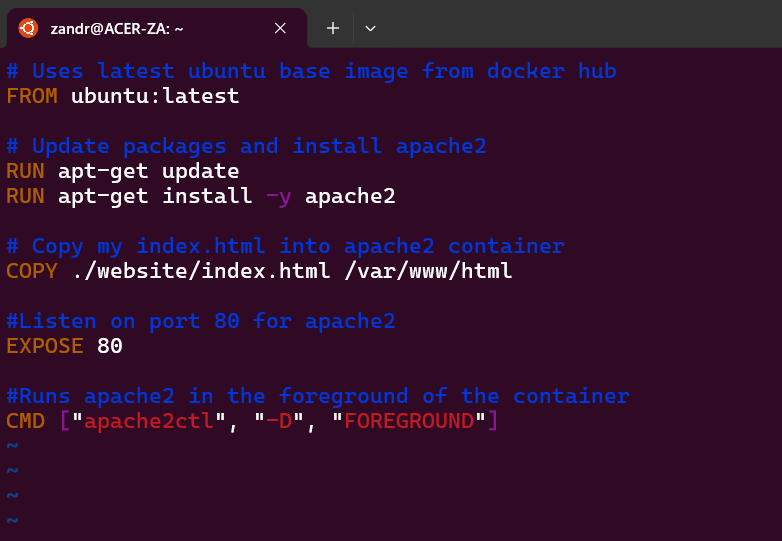 zandr@ACER-ZA: ~
# Uses latest ubuntu base image from docker hub
FROM ubuntu:latest
# Update packages and install apache2
RUN apt-get update
RUN apt-get install -y apache2
# Copy my index.html into apache2 container
COPY ./website/index.html /var/www/html
#Listen on port 80 for apache2
EXPOSE 80
#Runs apache2 in the foreground of the container
CMD ["apache2ctl", "-D", "FOREGROUND"]
~
~
~
~